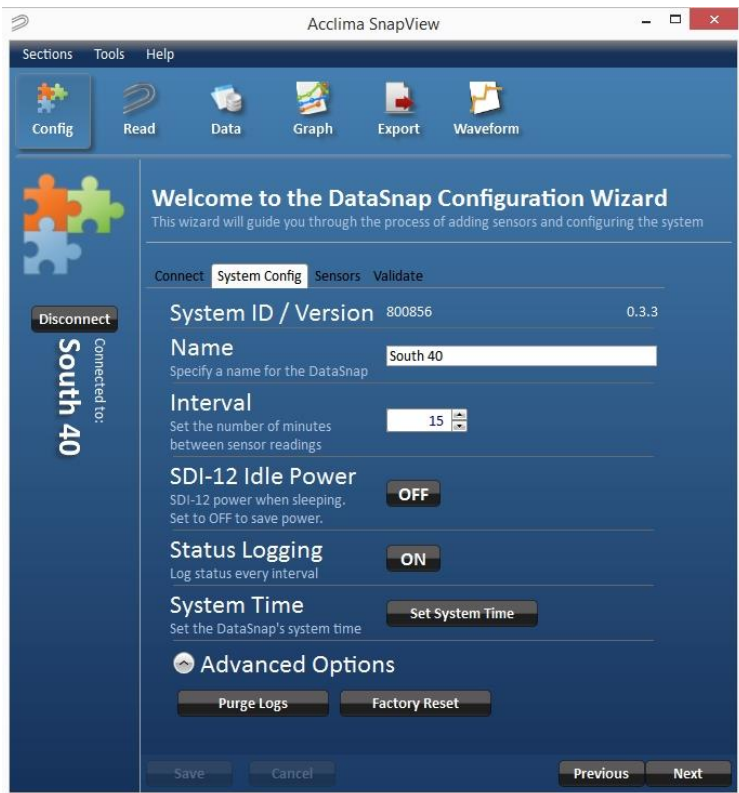 Acclima SnapView
Sections Tools Help
Config Read Data Graph Export Waveform
Welcome to the DataSnap Configuration Wizard
This wizard will guide you through the process of adding sensors and configuring the system
Connect System Config Sensors Validate
Disconnect
Connected to:
South 40
System ID / Version 800856 0.3.3
Name
Specify a name for the DataSnap
South 40
Interval
Set the number of minutes
between sensor readings
15
SDI-12 Idle Power
SDI-12 power when sleeping.
Set to OFF to save power.
OFF
Status Logging
Log status every interval
ON
System Time
Set the DataSnap's system time
Set System Time
Advanced Options
Purge Logs Factory Reset
Save Cancel Previous Next